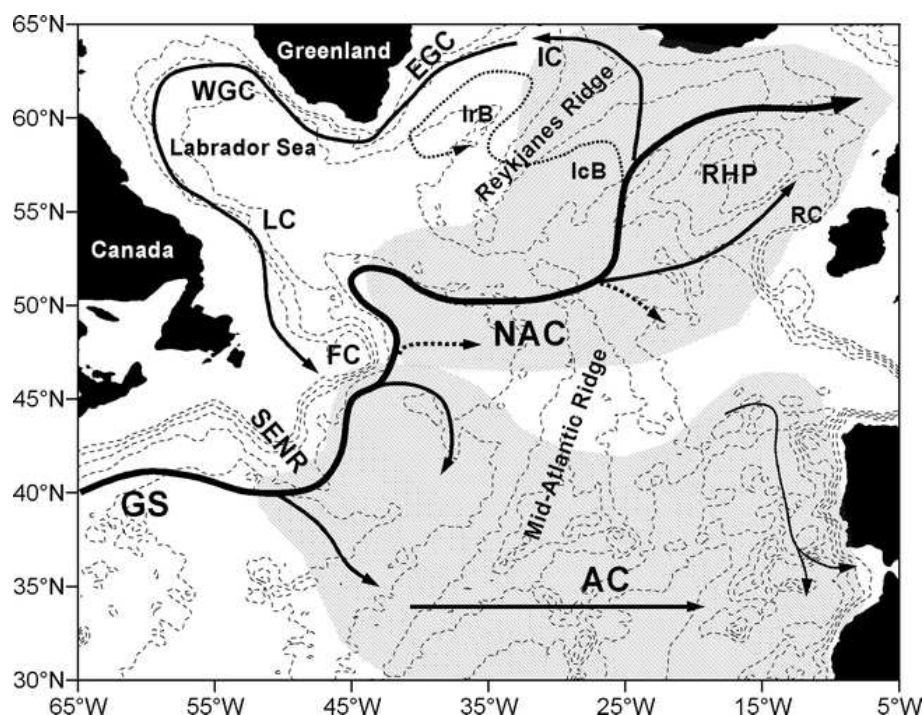 65°N
60°N
55°N
50°N
45°N
40°N
35°N
30°N
65°W
55°W
45°W
35°W
25°W
15°W
5°W
Greenland
EGC
IC
WGC
IrB
Reykjanes Ridge
Labrador Sea
IcB
RHP
LC
RC
Canada
NAC
FC
Mid-Atlantic Ridge
SENR
GS
AC